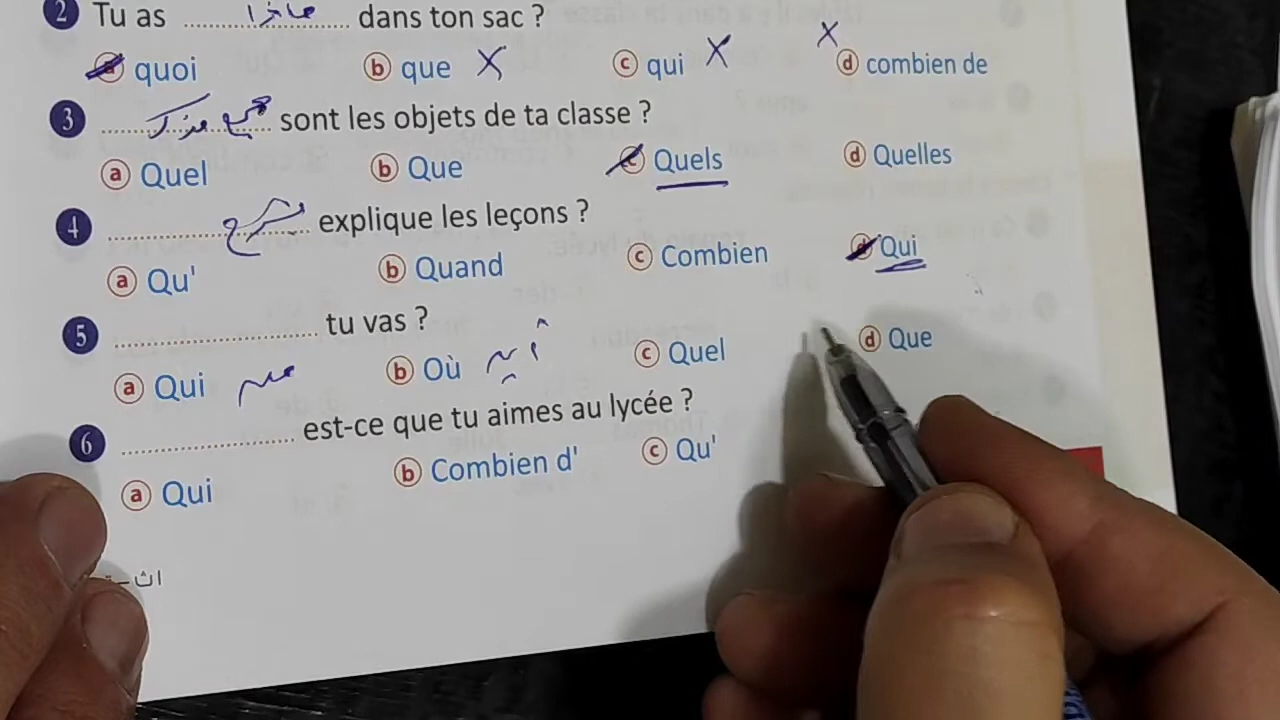 2 Tu as ماذا dans ton sac ?
a quoi b que X c qui X X d combien de
3 sont les objets de ta classe ?
a Quel b Que c Quels d Quelles
4 explique les leçons ?
a Qu' b Quand c Combien d Qui
5 tu vas ?
a Qui b Où أين c Quel d Que
6 est-ce que tu aimes au lycée ?
a Qui b Combien d' c Qu'